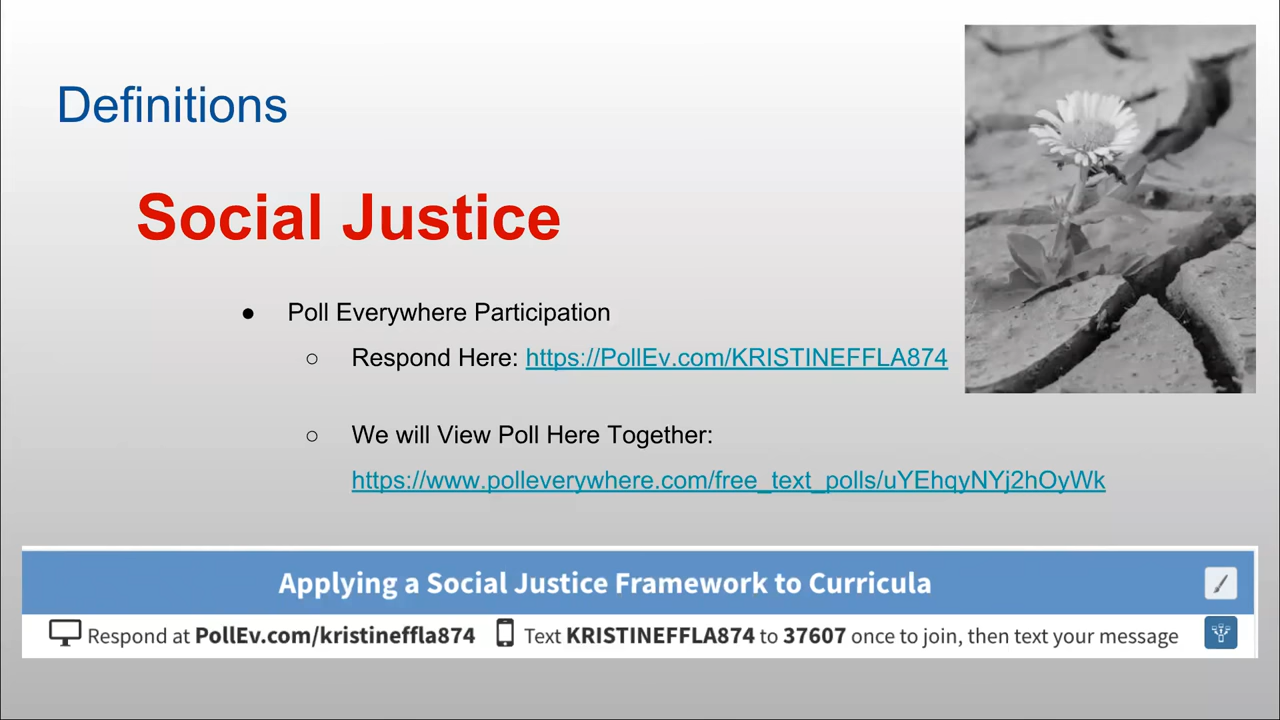 Definitions
Social Justice
● Poll Everywhere Participation
○ Respond Here: https://PollEv.com/KRISTINEFFLA874
○ We will View Poll Here Together:
https://www.polleverywhere.com/free_text_polls/uYEhqyNYj2hOyWk
Applying a Social Justice Framework to Curricula
Respond at PollEv.com/kristineffla874 Text KRISTINEFFLA874 to 37607 once to join, then text your message